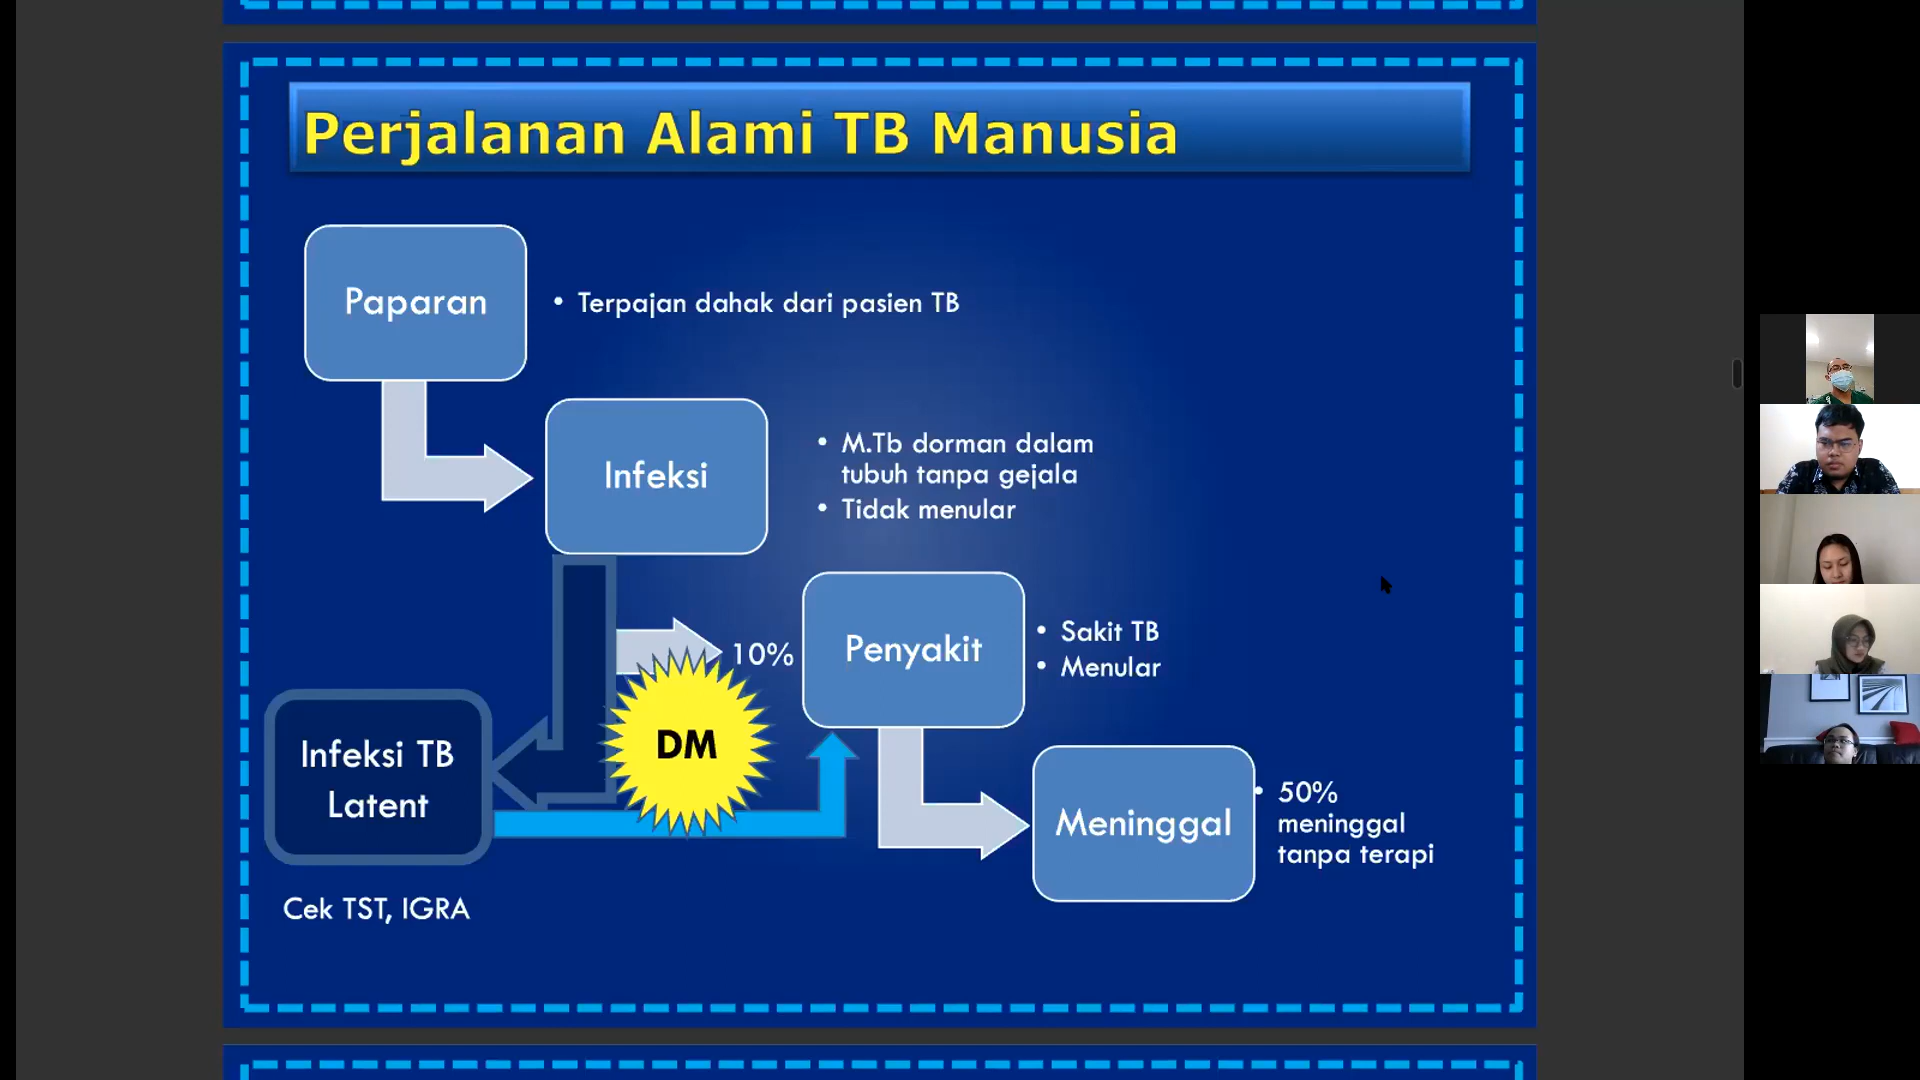 Perjalanan Alami TB Manusia
Paparan
• Terpajan dahak dari pasien TB
Infeksi
• M.Tb dorman dalam
tubuh tanpa gejala
• Tidak menular
10%
Penyakit
• Sakit TB
• Menular
DM
Infeksi TB
Latent
Meninggal
• 50%
meninggal
tanpa terapi
Cek TST, IGRA